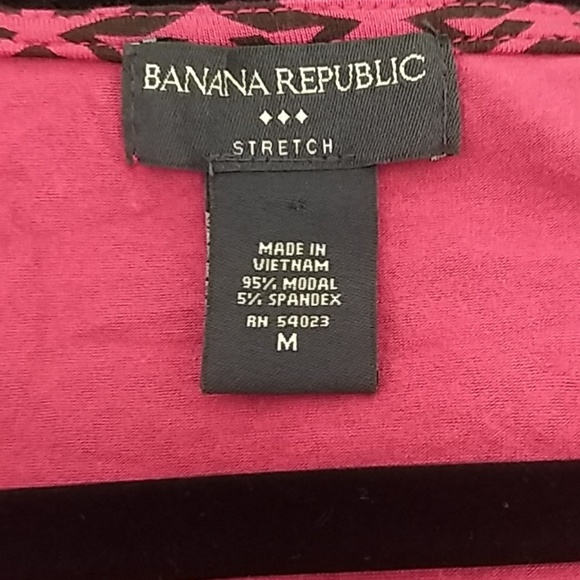 BANANA REPUBLIC
STRETCH
MADE IN
VIETNAM
95% MODAL
5% SPANDEX
RN 54023
M